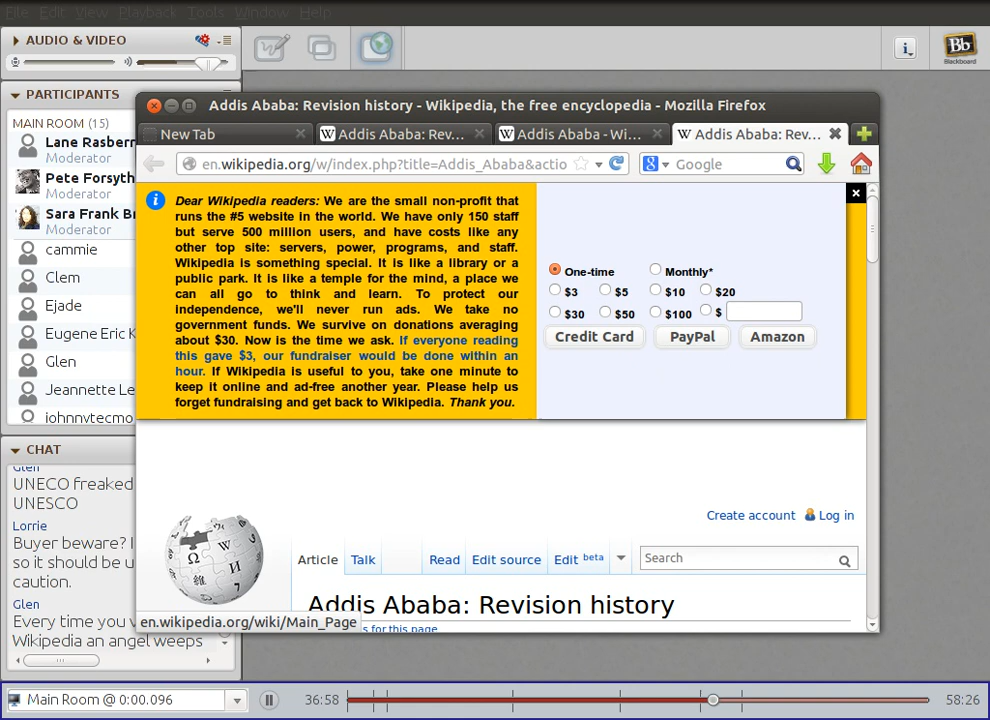 File Edit View Playback Tools Window Help
AUDIO & VIDEO
PARTICIPANTS
MAIN ROOM (15)
Lane Rasberr
Moderator
Pete Forsyth
Moderator
Sara Frank Br
Moderator
cammie
Clem
Ejade
Eugene Eric K
Glen
Jeannette Le
johnnytecmo
CHAT
Glen
UNECO freaked
UNESCO
Lorrie
Buyer beware? I
so it should be u
caution.
Glen
Every time you v
Wikipedia an angel weeps
i
Bb
Blackboard
Addis Ababa: Revision history - Wikipedia, the free encyclopedia - Mozilla Firefox
New Tab
W Addis Ababa: Rev...
W Addis Ababa - Wi...
W Addis Ababa: Rev...
en.wikipedia.org/w/index.php?title=Addis_Ababa&actio
8 Google
Dear Wikipedia readers: We are the small non-profit that
runs the #5 website in the world. We have only 150 staff
but serve 500 million users, and have costs like any
other top site: servers, power, programs, and staff.
Wikipedia is something special. It is like a library or a
public park. It is like a temple for the mind, a place we
can all go to think and learn. To protect our
independence, we'll never run ads. We take no
government funds. We survive on donations averaging
about $30. Now is the time we ask. If everyone reading
this gave $3, our fundraiser would be done within an
hour. If Wikipedia is useful to you, take one minute to
keep it online and ad-free another year. Please help us
forget fundraising and get back to Wikipedia. Thank you.
One-time Monthly*
$3 $5 $10 $20
$30 $50 $100 $
Credit Card PayPal Amazon
Create account Log in
Article Talk Read Edit source Edit beta Search
Addis Ababa: Revision history
s for this page
en.wikipedia.org/wiki/Main_Page
Main Room @ 0:00.096
36:58
58:26